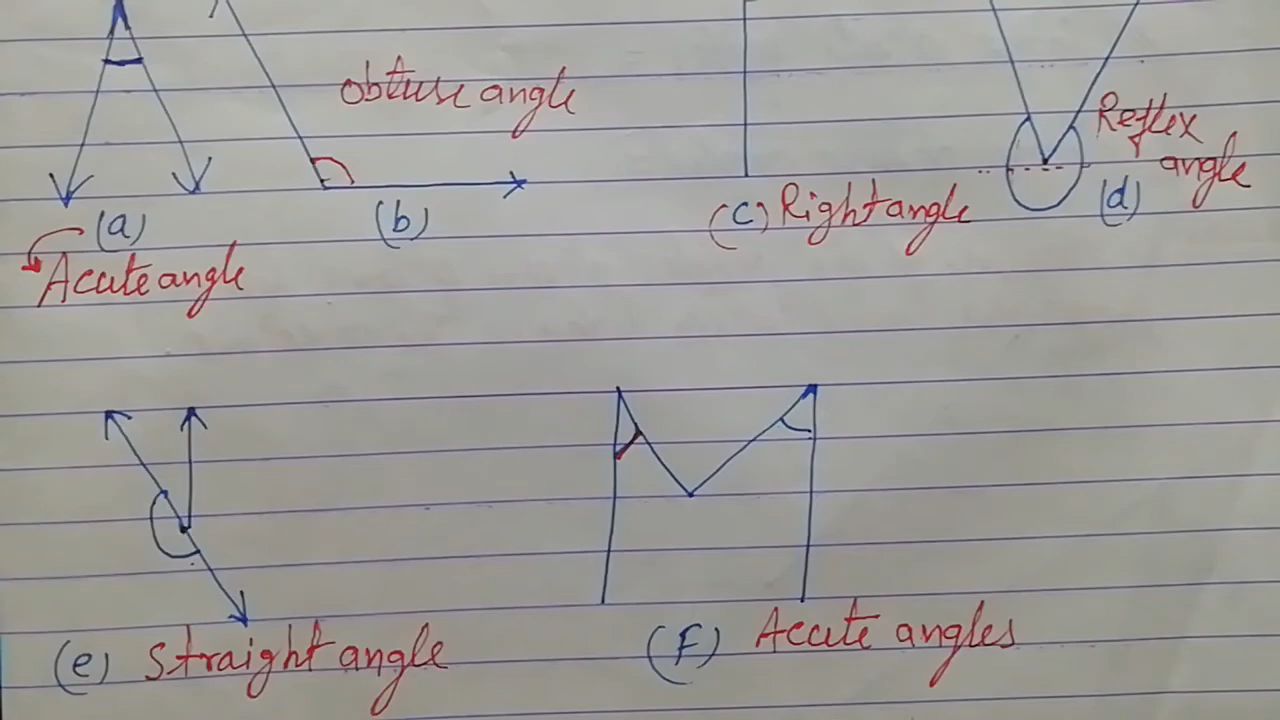 obtuse angle
Reflex
angle
(a)
(b)
(c) Right angle
(d)
Acute angle
(e) Straight angle
(F) Acute angles